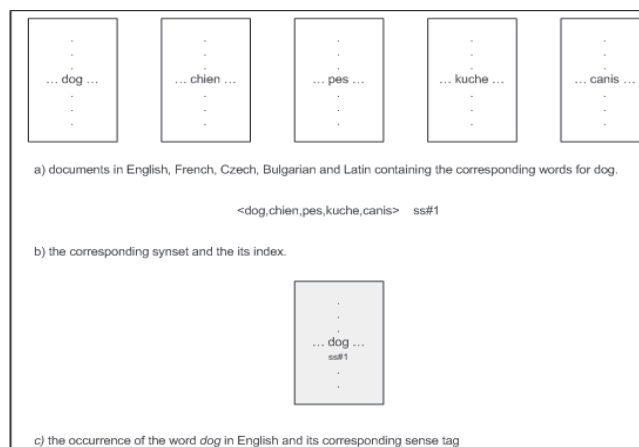 … dog … … chien … … pes … … kuche … … canis …
a) documents in English, French, Czech, Bulgarian and Latin containing the corresponding words for dog.
<dog,chien,pes,kuche,canis> ss#1
b) the corresponding synset and the its index.
… dog …
ss#1
c) the occurrence of the word dog in English and its corresponding sense tag